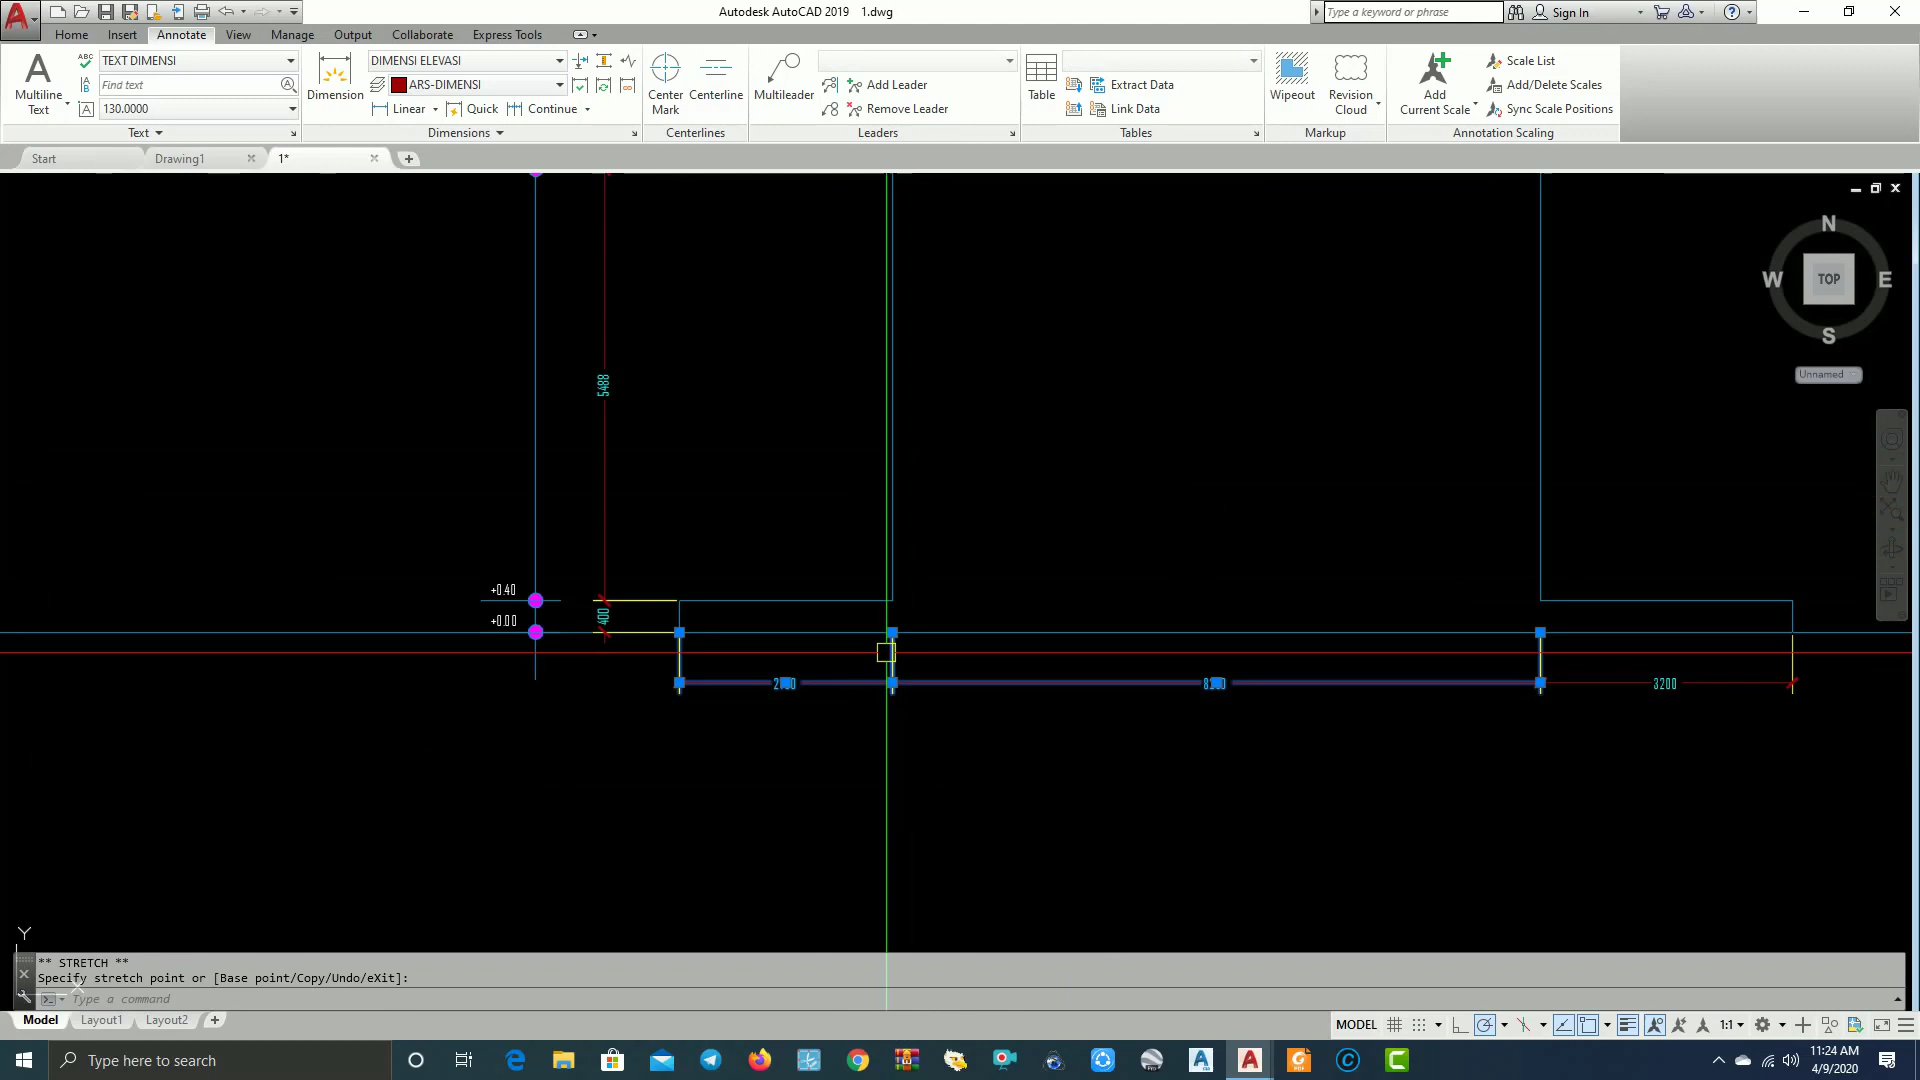 Autodesk AutoCAD 2019 1.dwg
Type a keyword or phrase
Sign In
Home Insert Annotate View Manage Output Collaborate Express Tools
Multiline Text
ABC
TEXT DIMENSI
Find text
130.0000
Text
Dimension
DIMENSI ELEVASI
ARS-DIMENSI
Linear Quick Continue
Dimensions
Center Mark
Centerline
Centerlines
Multileader
Add Leader
Remove Leader
Leaders
Table
Extract Data
Link Data
Tables
Wipeout
Revision Cloud
Markup
Add Current Scale
Scale List
Add/Delete Scales
Sync Scale Positions
Annotation Scaling
Start Drawing1 1*
N
W TOP E
S
Unnamed
5488
+0.40
400
+0.00
3200
Y
X
** STRETCH **
Specify stretch point or [Base point/Copy/Undo/eXit]:
Type a command
Model Layout1 Layout2
MODEL 1:1
Type here to search
11:24 AM
4/9/2020